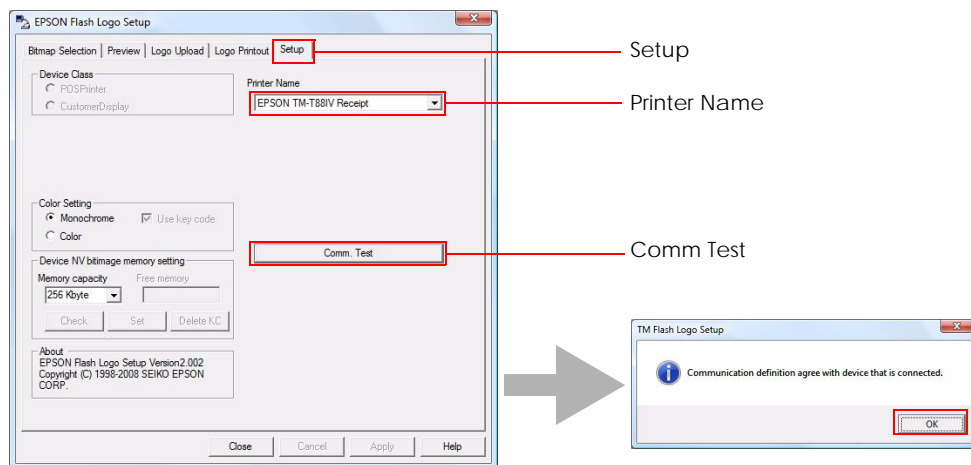 EPSON Flash Logo Setup
Bitmap Selection Preview Logo Upload Logo Printout Setup
Setup
Device Class
POSPrinter
CustomerDisplay
Printer Name
EPSON TM-T88IV Receipt
Printer Name
Color Setting
Monochrome Use key code
Color
Comm. Test
Comm Test
Device NV bitimage memory setting
Memory capacity Free memory
256 Kbyte
Check Set Delete KC
About
EPSON Flash Logo Setup Version2.002
Copyright (C) 1998-2008 SEIKO EPSON
CORP.
Close Cancel Apply Help
TM Flash Logo Setup
Communication definition agree with device that is connected.
OK